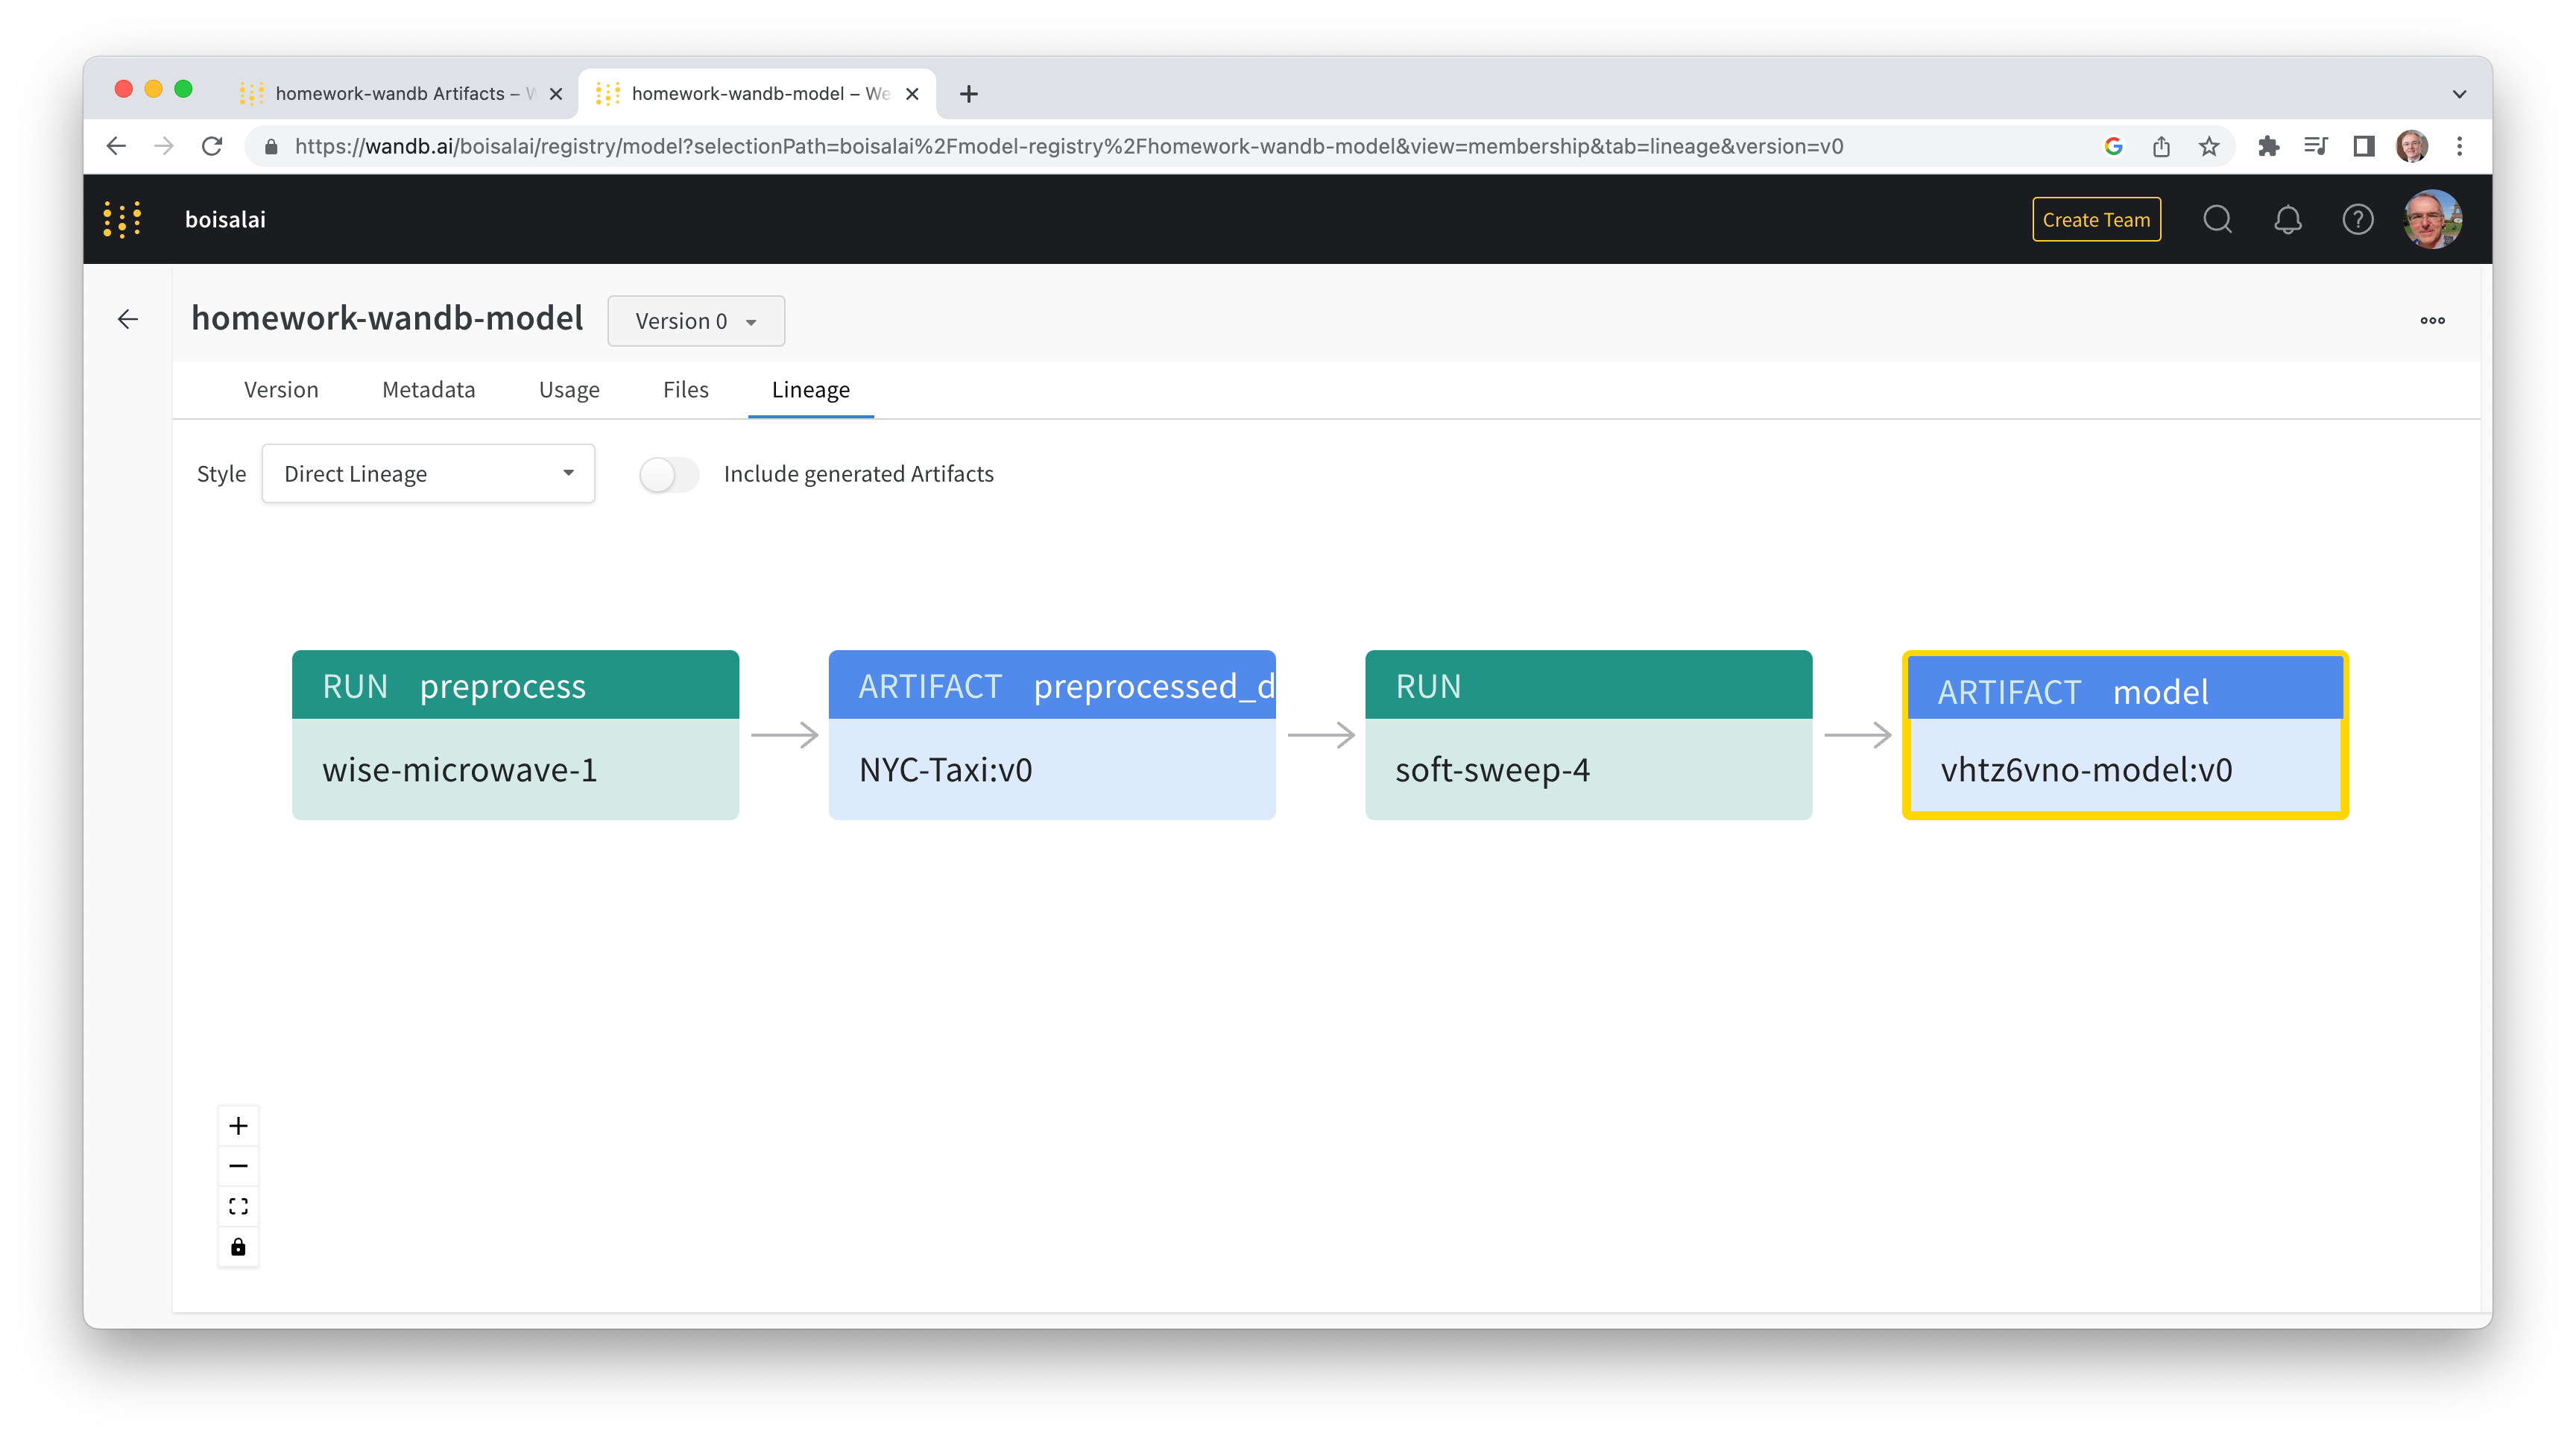 homework-wandb Artifacts – W
homework-wandb-model – We
https://wandb.ai/boisalai/registry/model?selectionPath=boisalai%2Fmodel-registry%2Fhomework-wandb-model&view=membership&tab=lineage&version=v0
boisalai
Create Team
homework-wandb-model
Version 0
Version Metadata Usage Files Lineage
Style Direct Lineage Include generated Artifacts
RUN preprocess
wise-microwave-1
ARTIFACT preprocessed_d
NYC-Taxi:v0
RUN
soft-sweep-4
ARTIFACT model
vhtz6vno-model:v0